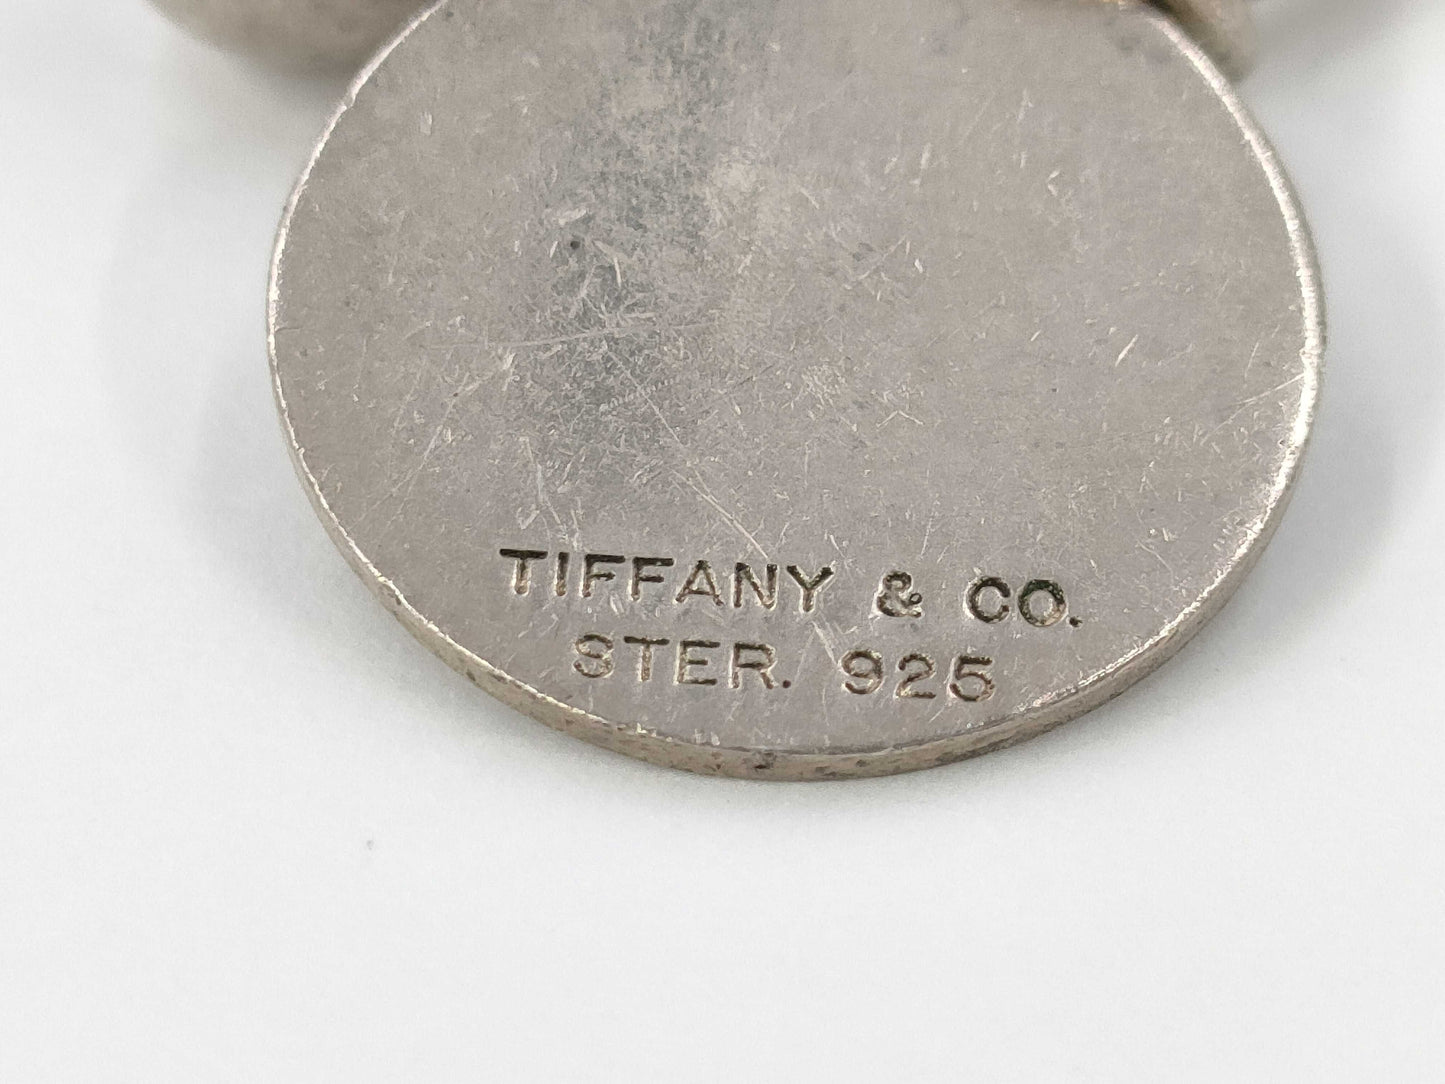 TIFFANY & CO.
STER. 925